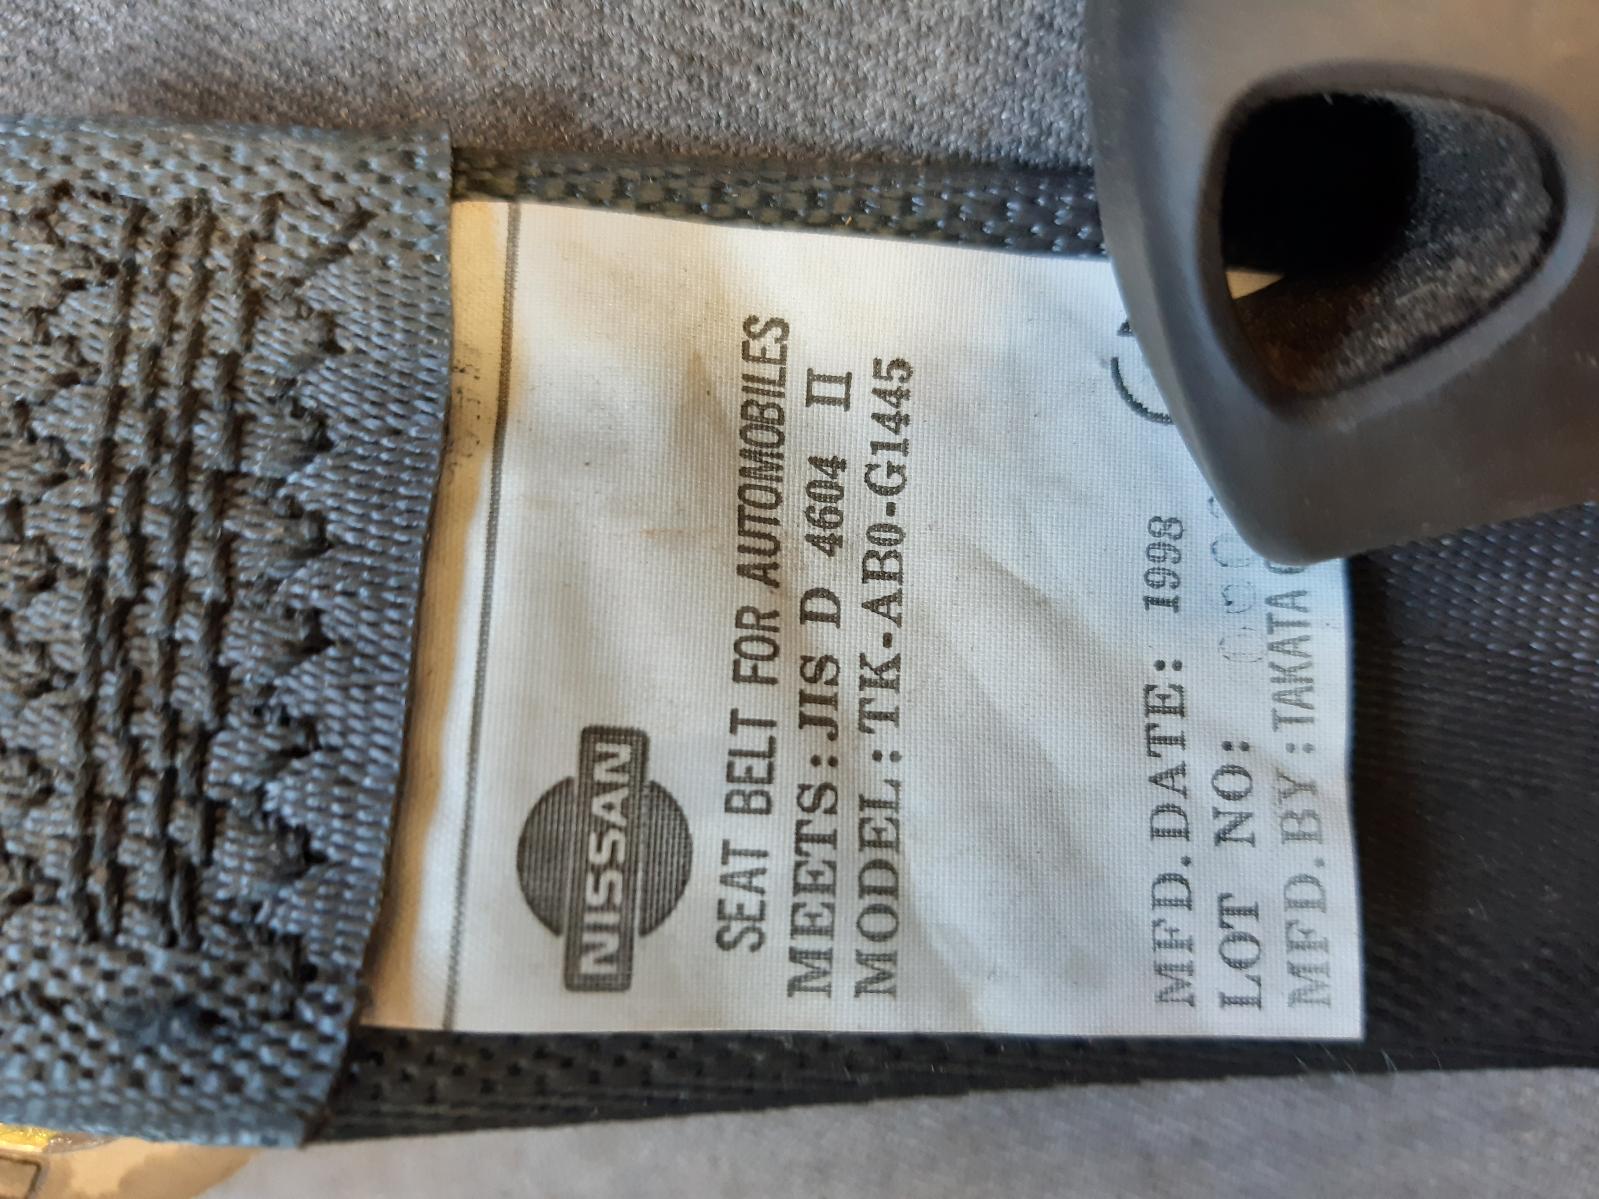 NISSAN
SEAT BELT FOR AUTOMOBILES
MEETS:JIS D 4604 II
MODEL:TK-AB0-G1445
MFD.DATE: 1998
LOT NO:
MFD.BY:TAKATA